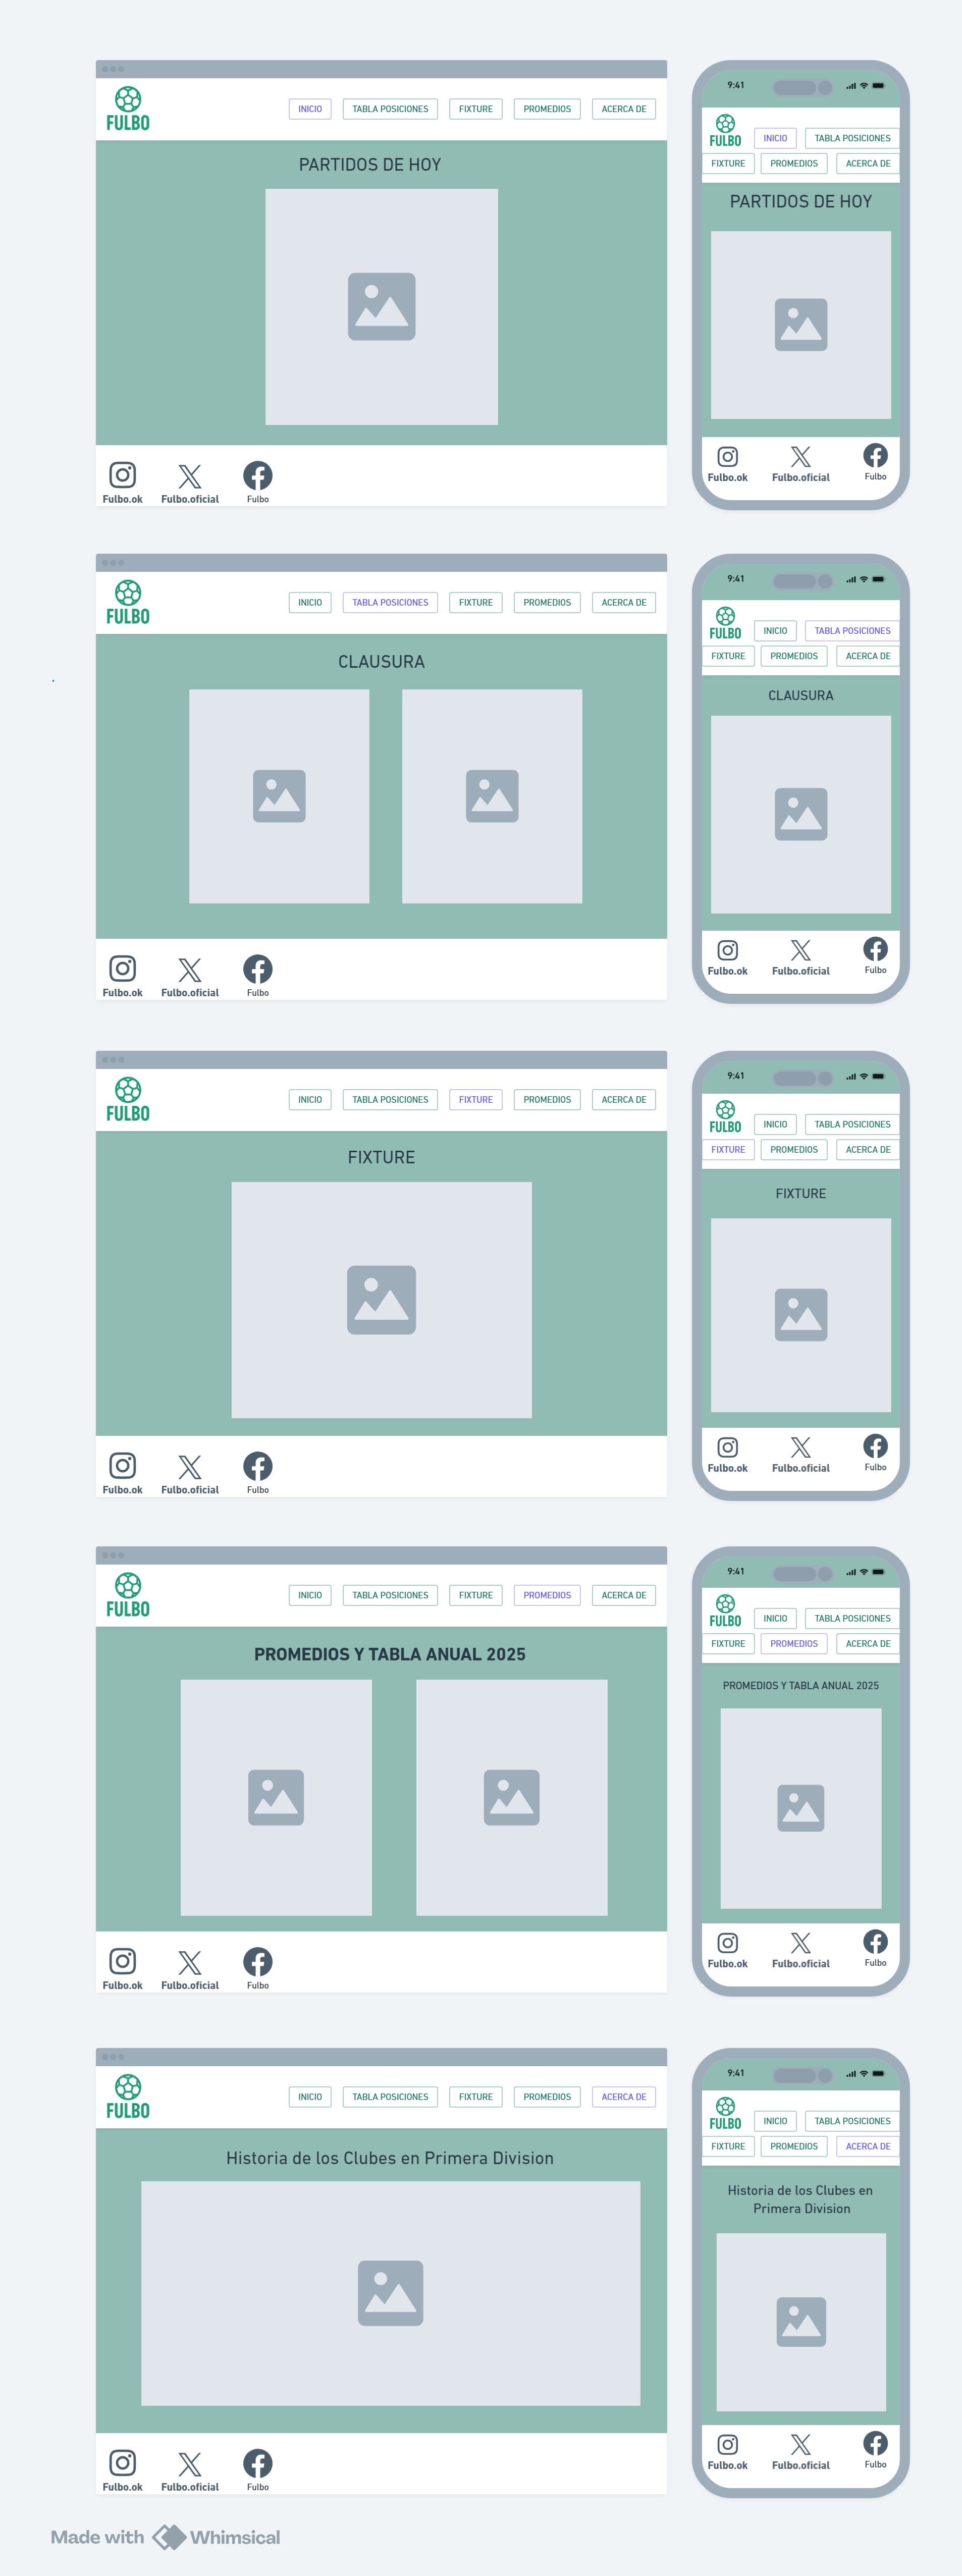 FULBO
INICIO TABLA POSICIONES FIXTURE PROMEDIOS ACERCA DE
PARTIDOS DE HOY
Fulbo.ok Fulbo.oficial Fulbo
9:41
FULBO
INICIO TABLA POSICIONES
FIXTURE PROMEDIOS ACERCA DE
PARTIDOS DE HOY
Fulbo.ok Fulbo.oficial Fulbo
FULBO
INICIO TABLA POSICIONES FIXTURE PROMEDIOS ACERCA DE
CLAUSURA
Fulbo.ok Fulbo.oficial Fulbo
9:41
FULBO
INICIO TABLA POSICIONES
FIXTURE PROMEDIOS ACERCA DE
CLAUSURA
Fulbo.ok Fulbo.oficial Fulbo
FULBO
INICIO TABLA POSICIONES FIXTURE PROMEDIOS ACERCA DE
FIXTURE
Fulbo.ok Fulbo.oficial Fulbo
9:41
FULBO
INICIO TABLA POSICIONES
FIXTURE PROMEDIOS ACERCA DE
FIXTURE
Fulbo.ok Fulbo.oficial Fulbo
FULBO
INICIO TABLA POSICIONES FIXTURE PROMEDIOS ACERCA DE
PROMEDIOS Y TABLA ANUAL 2025
Fulbo.ok Fulbo.oficial Fulbo
9:41
FULBO
INICIO TABLA POSICIONES
FIXTURE PROMEDIOS ACERCA DE
PROMEDIOS Y TABLA ANUAL 2025
Fulbo.ok Fulbo.oficial Fulbo
FULBO
INICIO TABLA POSICIONES FIXTURE PROMEDIOS ACERCA DE
Historia de los Clubes en Primera Division
Fulbo.ok Fulbo.oficial Fulbo
9:41
FULBO
INICIO TABLA POSICIONES
FIXTURE PROMEDIOS ACERCA DE
Historia de los Clubes en
Primera Division
Fulbo.ok Fulbo.oficial Fulbo
Made with Whimsical